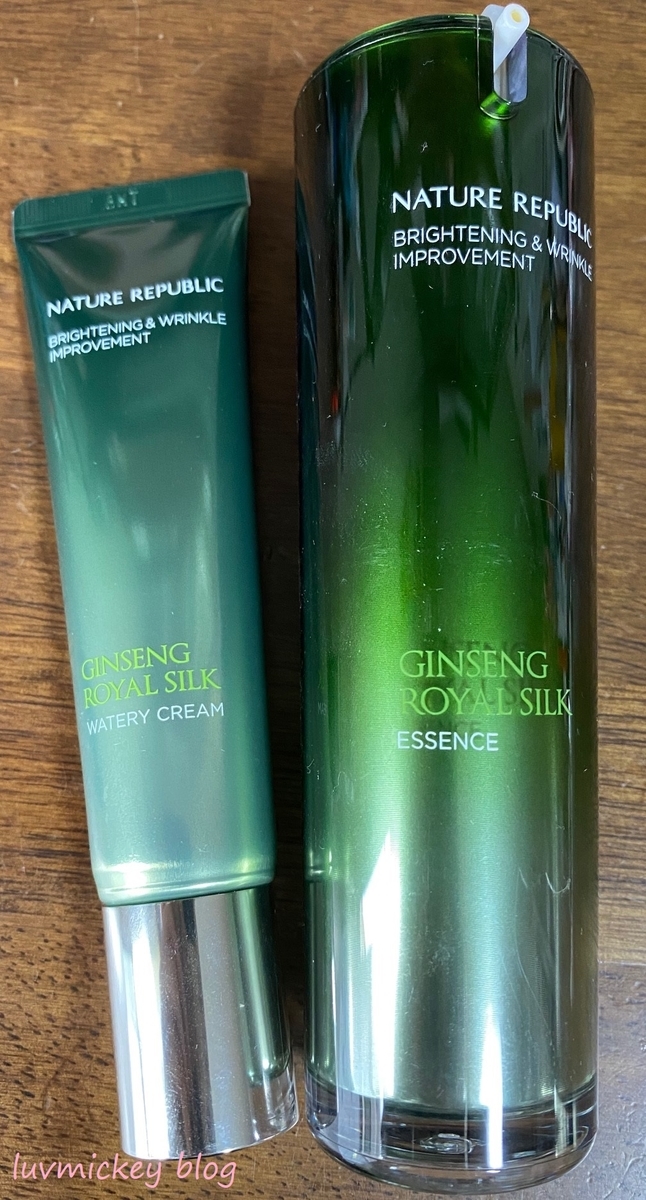 NATURE REPUBLIC
BRIGHTENING & WRINKLE
IMPROVEMENT
GINSENG
ROYAL SILK
WATERY CREAM
NATURE REPUBLIC
BRIGHTENING & WRINKLE
IMPROVEMENT
GINSENG
ROYAL SILK
ESSENCE
luvmickey blog